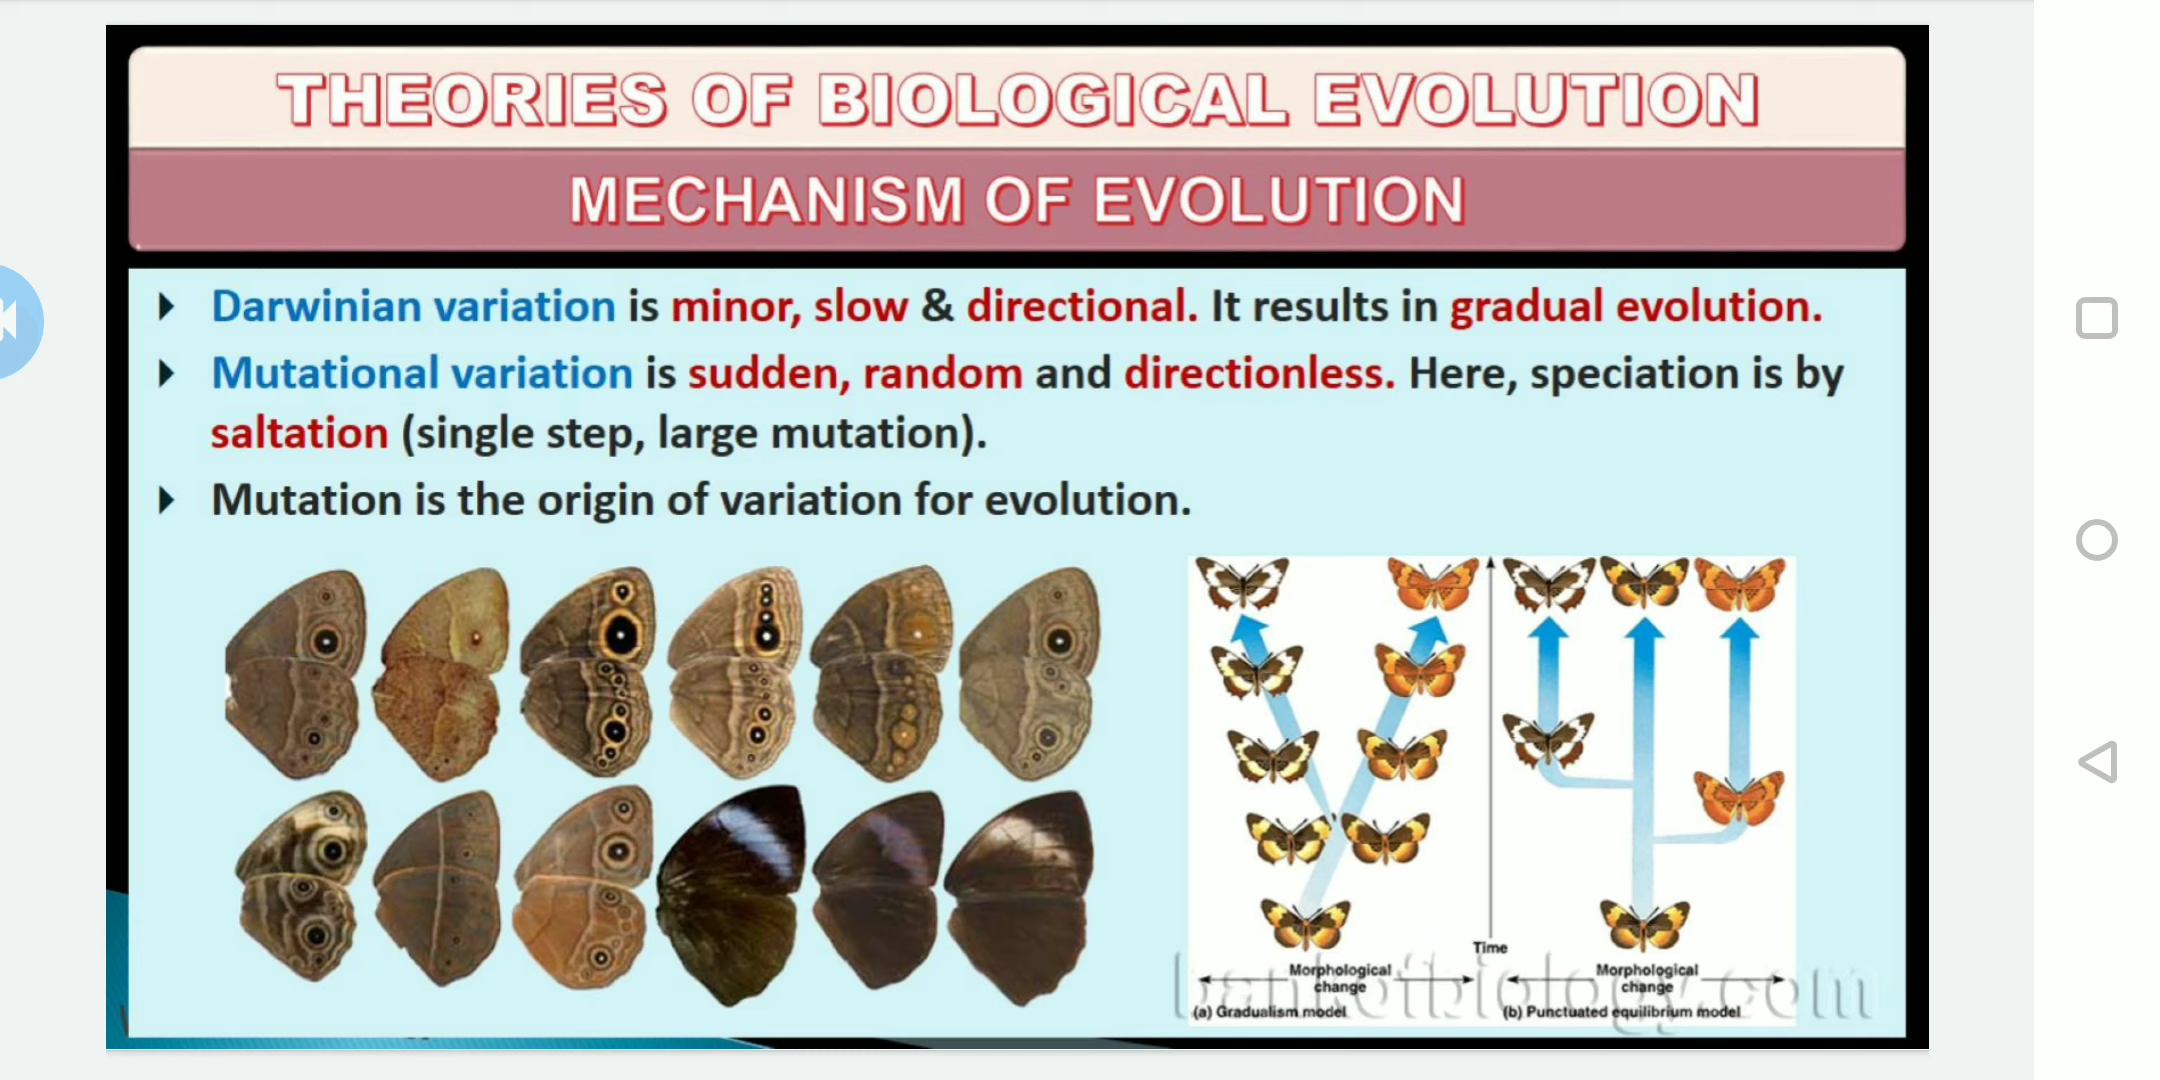 THEORIES OF BIOLOGICAL EVOLUTION
MECHANISM OF EVOLUTION
Darwinian variation is minor, slow & directional. It results in gradual evolution.
Mutational variation is sudden, random and directionless. Here, speciation is by
saltation (single step, large mutation).
Mutation is the origin of variation for evolution.
Time
Morphological
change
Morphological
change
(a) Gradualism model
(b) Punctuated equilibrium model
bankofbiology.com